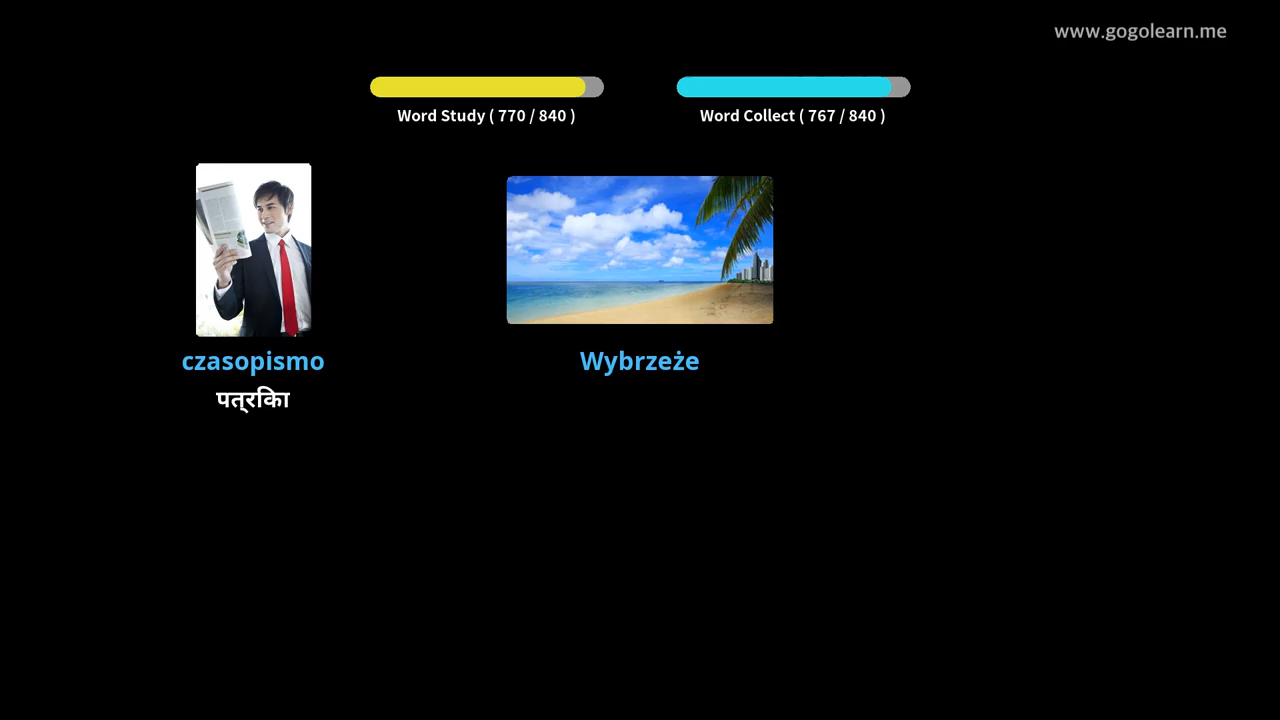 www.gogolearn.me
Word Study ( 770 / 840 )
Word Collect ( 767 / 840 )
czasopismo
पत्रिका
Wybrzeże